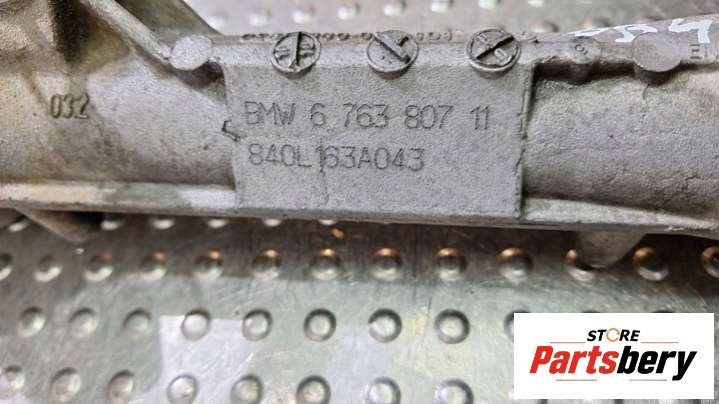 032
BMW 6 763 807 11
840L163A043
STORE
Partsbery